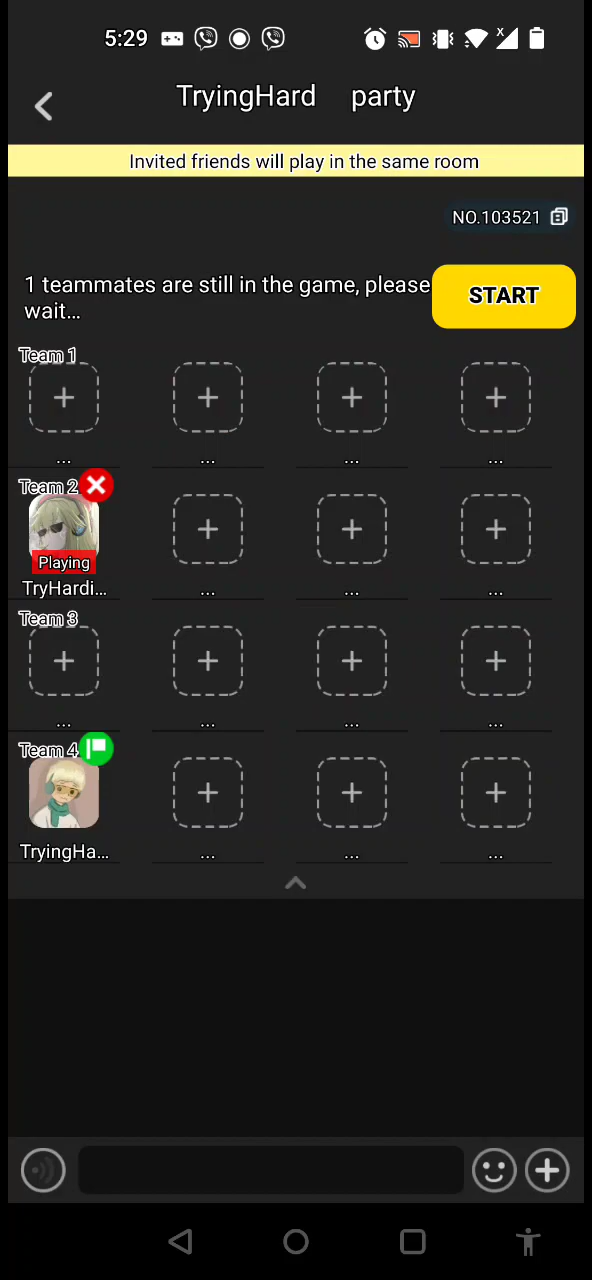 5:29
TryingHard party
Invited friends will play in the same room
NO.103521
1 teammates are still in the game, please
wait...
START
Team 1
... ... ... ...
Team 2
Playing
TryHardi... ... ... ...
Team 3
... ... ... ...
Team 4
TryingHa... ... ... ...